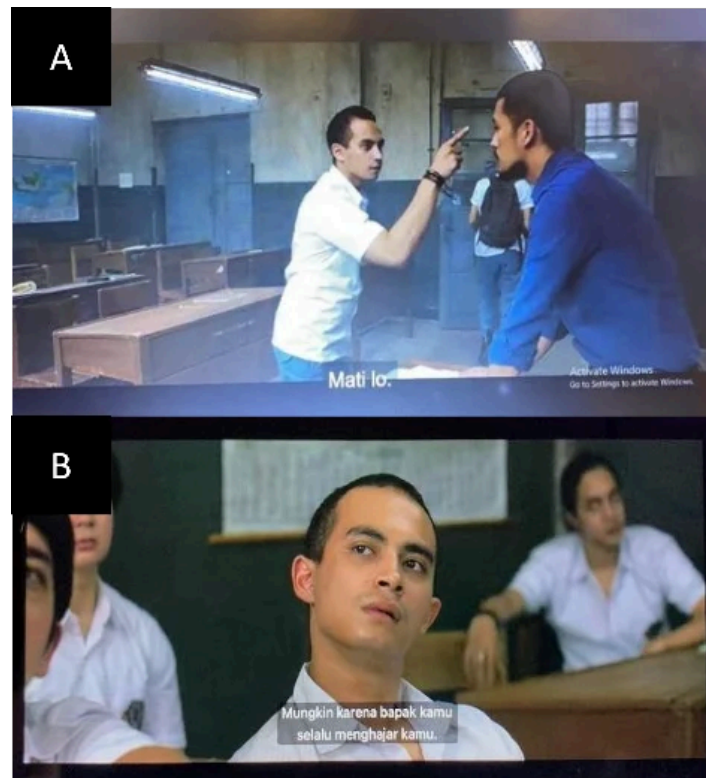 A
Mati lo.
Activate Windows
Go to Settings to activate Windows.
B
Mungkin karena bapak kamu
selalu menghajar kamu.